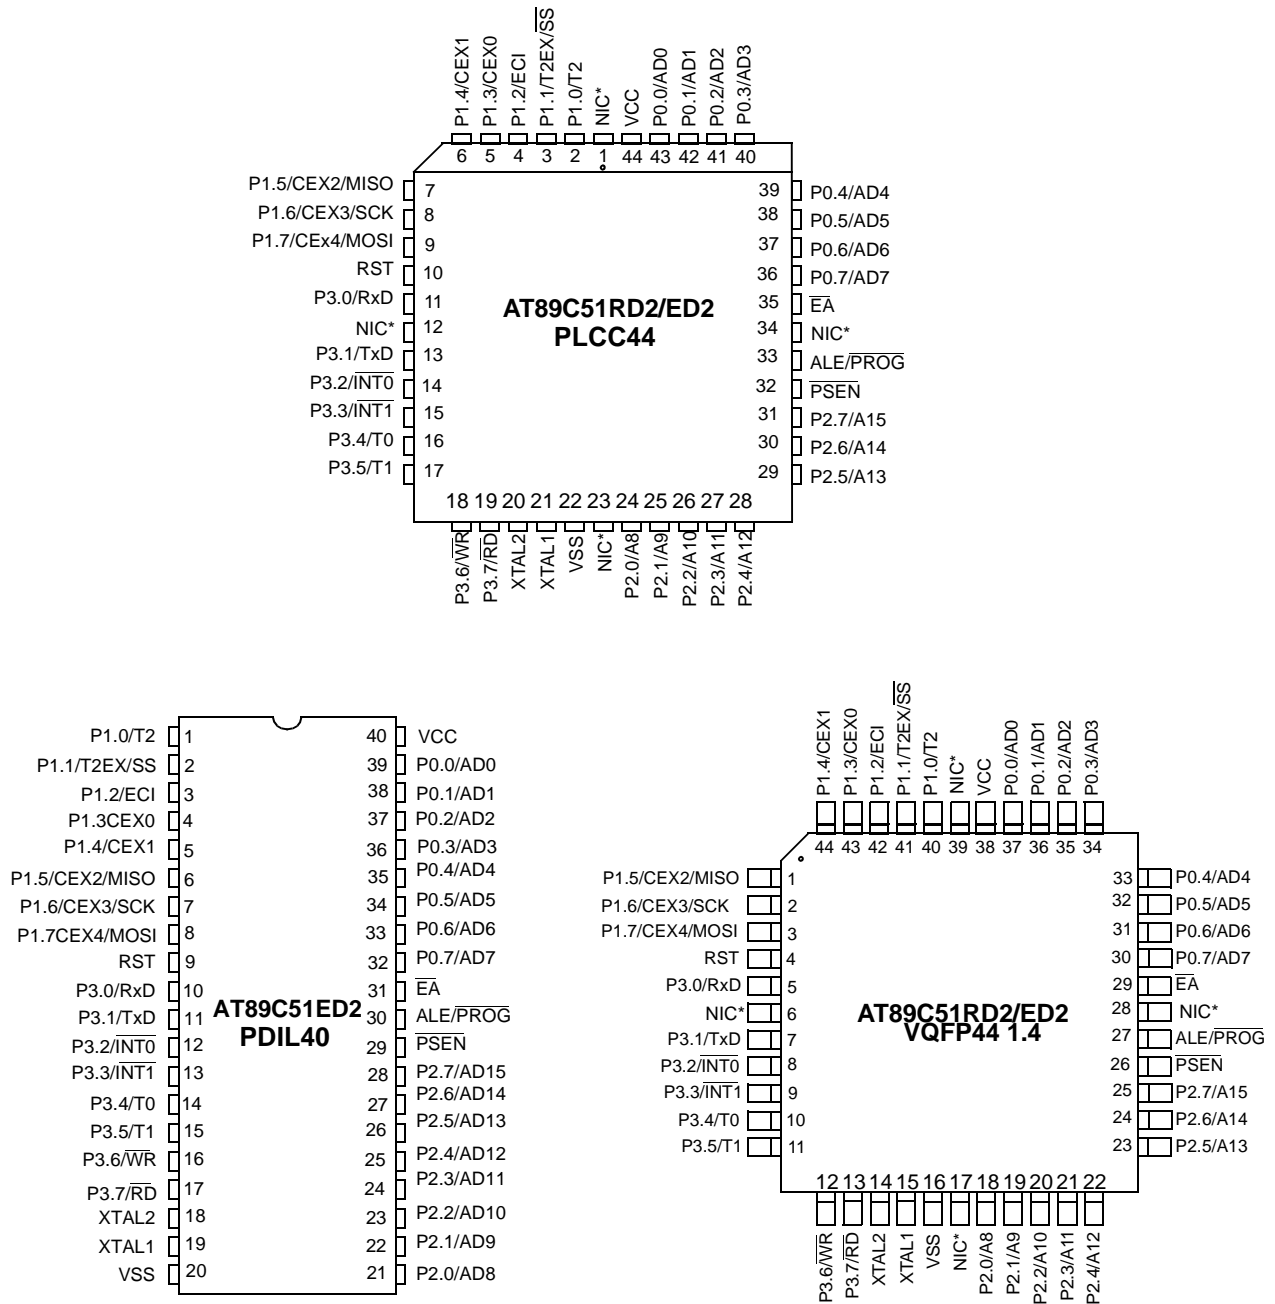 P1.4/CEX1
P1.3/CEX0
P1.2/ECI
P1.1/T2EX/SS
P1.0/T2
NIC*
VCC
P0.0/AD0
P0.1/AD1
P0.2/AD2
P0.3/AD3
6 5 4 3 2 1 44 43 42 41 40
P1.5/CEX2/MISO 7
P1.6/CEX3/SCK 8
P1.7/CEx4/MOSI 9
RST 10
P3.0/RxD 11
NIC* 12
P3.1/TxD 13
P3.2/INT0 14
P3.3/INT1 15
P3.4/T0 16
P3.5/T1 17
AT89C51RD2/ED2
PLCC44
39 P0.4/AD4
38 P0.5/AD5
37 P0.6/AD6
36 P0.7/AD7
35 EA
34 NIC*
33 ALE/PROG
32 PSEN
31 P2.7/A15
30 P2.6/A14
29 P2.5/A13
18 19 20 21 22 23 24 25 26 27 28
P3.6/WR
P3.7/RD
XTAL2
XTAL1
VSS
NIC*
P2.0/A8
P2.1/A9
P2.2/A10
P2.3/A11
P2.4/A12
P1.0/T2 1
P1.1/T2EX/SS 2
P1.2/ECI 3
P1.3CEX0 4
P1.4/CEX1 5
P1.5/CEX2/MISO 6
P1.6/CEX3/SCK 7
P1.7CEX4/MOSI 8
RST 9
P3.0/RxD 10
P3.1/TxD 11
P3.2/INT0 12
P3.3/INT1 13
P3.4/T0 14
P3.5/T1 15
P3.6/WR 16
P3.7/RD 17
XTAL2 18
XTAL1 19
VSS 20
AT89C51ED2
PDIL40
40 VCC
39 P0.0/AD0
38 P0.1/AD1
37 P0.2/AD2
36 P0.3/AD3
35 P0.4/AD4
34 P0.5/AD5
33 P0.6/AD6
32 P0.7/AD7
31 EA
30 ALE/PROG
29 PSEN
28 P2.7/AD15
27 P2.6/AD14
26 P2.5/AD13
25 P2.4/AD12
24 P2.3/AD11
23 P2.2/AD10
22 P2.1/AD9
21 P2.0/AD8
P1.4/CEX1
P1.3/CEX0
P1.2/ECI
P1.1/T2EX/SS
P1.0/T2
NIC*
VCC
P0.0/AD0
P0.1/AD1
P0.2/AD2
P0.3/AD3
44 43 42 41 40 39 38 37 36 35 34
P1.5/CEX2/MISO 1
P1.6/CEX3/SCK 2
P1.7/CEX4/MOSI 3
RST 4
P3.0/RxD 5
NIC* 6
P3.1/TxD 7
P3.2/INT0 8
P3.3/INT1 9
P3.4/T0 10
P3.5/T1 11
AT89C51RD2/ED2
VQFP44 1.4
33 P0.4/AD4
32 P0.5/AD5
31 P0.6/AD6
30 P0.7/AD7
29 EA
28 NIC*
27 ALE/PROG
26 PSEN
25 P2.7/A15
24 P2.6/A14
23 P2.5/A13
12 13 14 15 16 17 18 19 20 21 22
P3.6/WR
P3.7/RD
XTAL2
XTAL1
VSS
NIC*
P2.0/A8
P2.1/A9
P2.2/A10
P2.3/A11
P2.4/A12